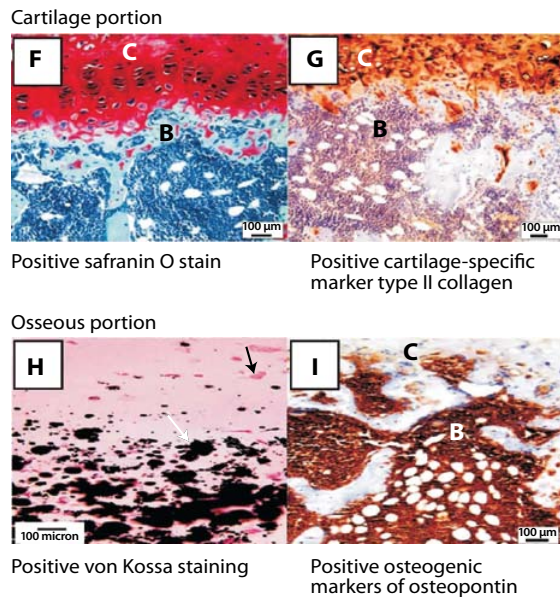 Cartilage portion
F
C
B
100 µm
G
C
B
100 µm
Positive safranin O stain
Positive cartilage-specific
marker type II collagen
Osseous portion
H
100 micron
I
C
B
100 µm
Positive von Kossa staining
Positive osteogenic
markers of osteopontin